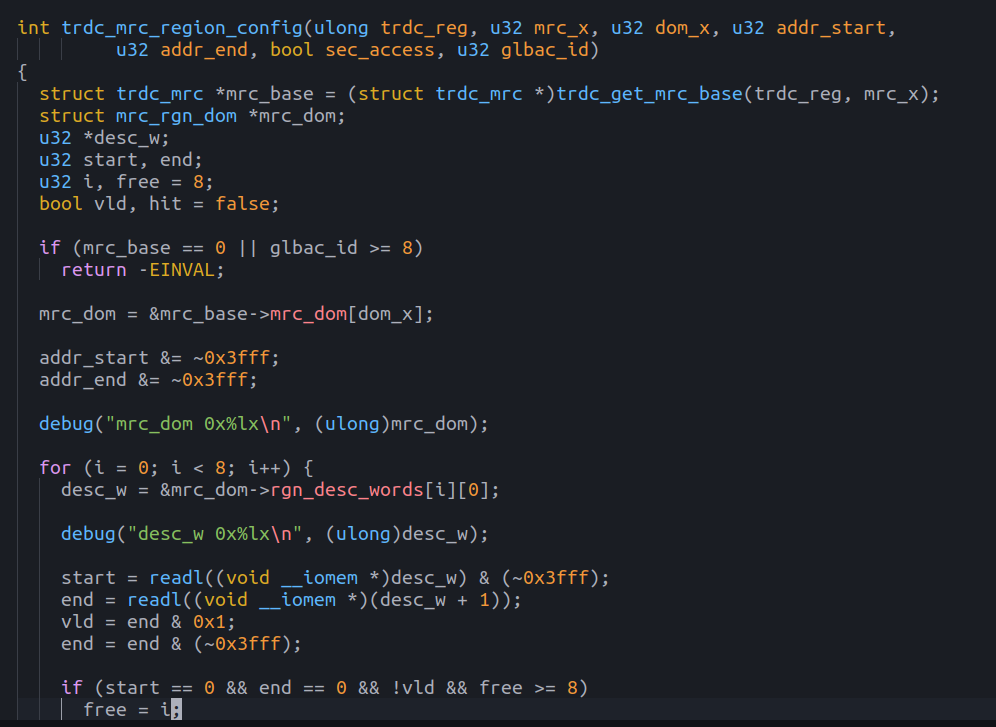 int trdc_mrc_region_config(ulong trdc_reg, u32 mrc_x, u32 dom_x, u32 addr_start,
u32 addr_end, bool sec_access, u32 glbac_id)
{
struct trdc_mrc *mrc_base = (struct trdc_mrc *)trdc_get_mrc_base(trdc_reg, mrc_x);
struct mrc_rgn_dom *mrc_dom;
u32 *desc_w;
u32 start, end;
u32 i, free = 8;
bool vld, hit = false;
if (mrc_base == 0 || glbac_id >= 8)
return -EINVAL;
mrc_dom = &mrc_base->mrc_dom[dom_x];
addr_start &= ~0x3fff;
addr_end &= ~0x3fff;
debug("mrc_dom 0x%lx\n", (ulong)mrc_dom);
for (i = 0; i < 8; i++) {
desc_w = &mrc_dom->rgn_desc_words[i][0];
debug("desc_w 0x%lx\n", (ulong)desc_w);
start = readl((void __iomem *)desc_w) & (~0x3fff);
end = readl((void __iomem *)(desc_w + 1));
vld = end & 0x1;
end = end & (~0x3fff);
if (start == 0 && end == 0 && !vld && free >= 8)
free = i;